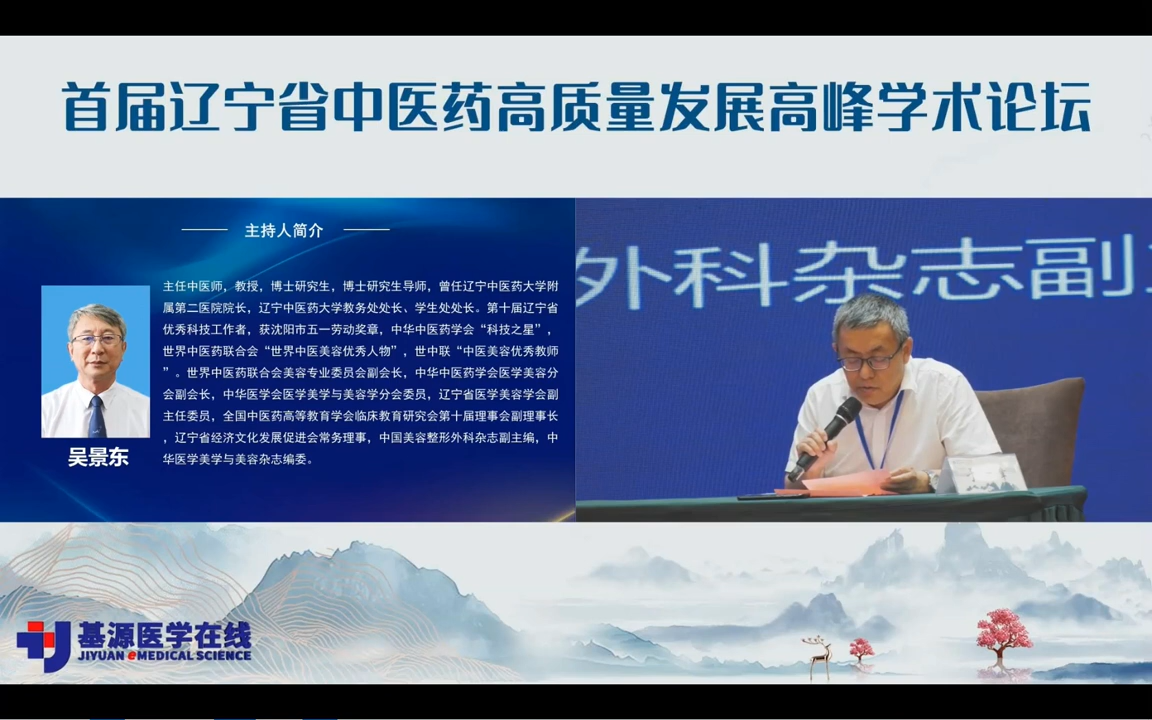 首届辽宁省中医药高质量发展高峰学术论坛
主持人简介
主任中医师，教授，博士研究生，博士研究生导师，曾任辽宁中医药大学附
属第二医院院长，辽宁中医药大学教务处处长、学生处处长。第十届辽宁省
优秀科技工作者，获沈阳市五一劳动奖章，中华中医药学会“科技之星”，
世界中医药联合会“世界中医美容优秀人物”，世中联“中医美容优秀教师
”。世界中医药联合会美容专业委员会副会长，中华中医药学会医学美容分
会副会长，中华医学会医学美学与美容学分会委员，辽宁省医学美容学会副
主任委员，全国中医药高等教育学会临床教育研究会第十届理事会副理事长
，辽宁省经济文化发展促进会常务理事，中国美容整形外科杂志副主编，中
华医学美学与美容杂志编委。
吴景东
外科杂志副
基源医学在线
JIYUAN eMEDICAL SCIENCE